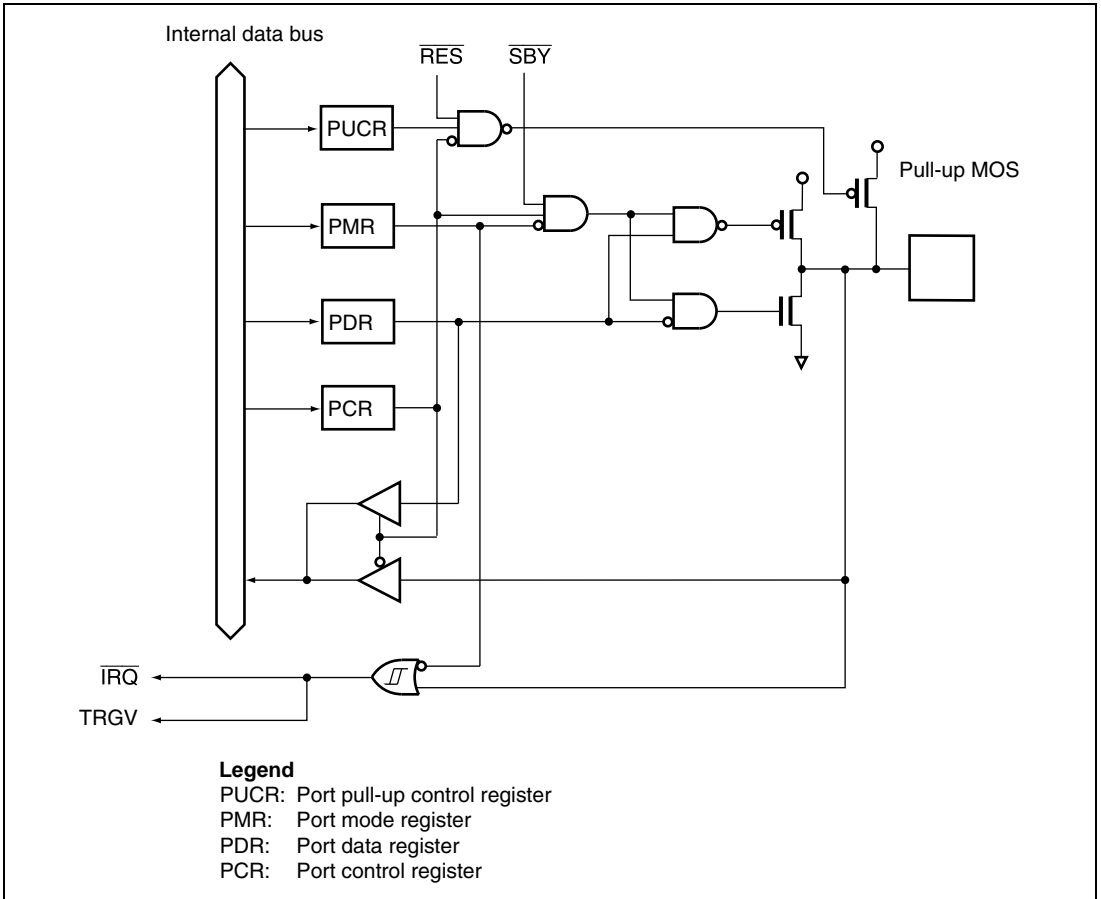 Internal data bus
RES SBY
PUCR
Pull-up MOS
PMR
PDR
PCR
IRQ
TRGV
Legend
PUCR: Port pull-up control register
PMR: Port mode register
PDR: Port data register
PCR: Port control register